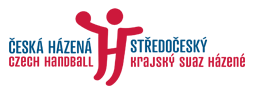 ČESKÁ HÁZENÁ
CZECH HANDBALL
STŘEDOČESKÝ
KRAJSKÝ SVAZ HÁZENÉ